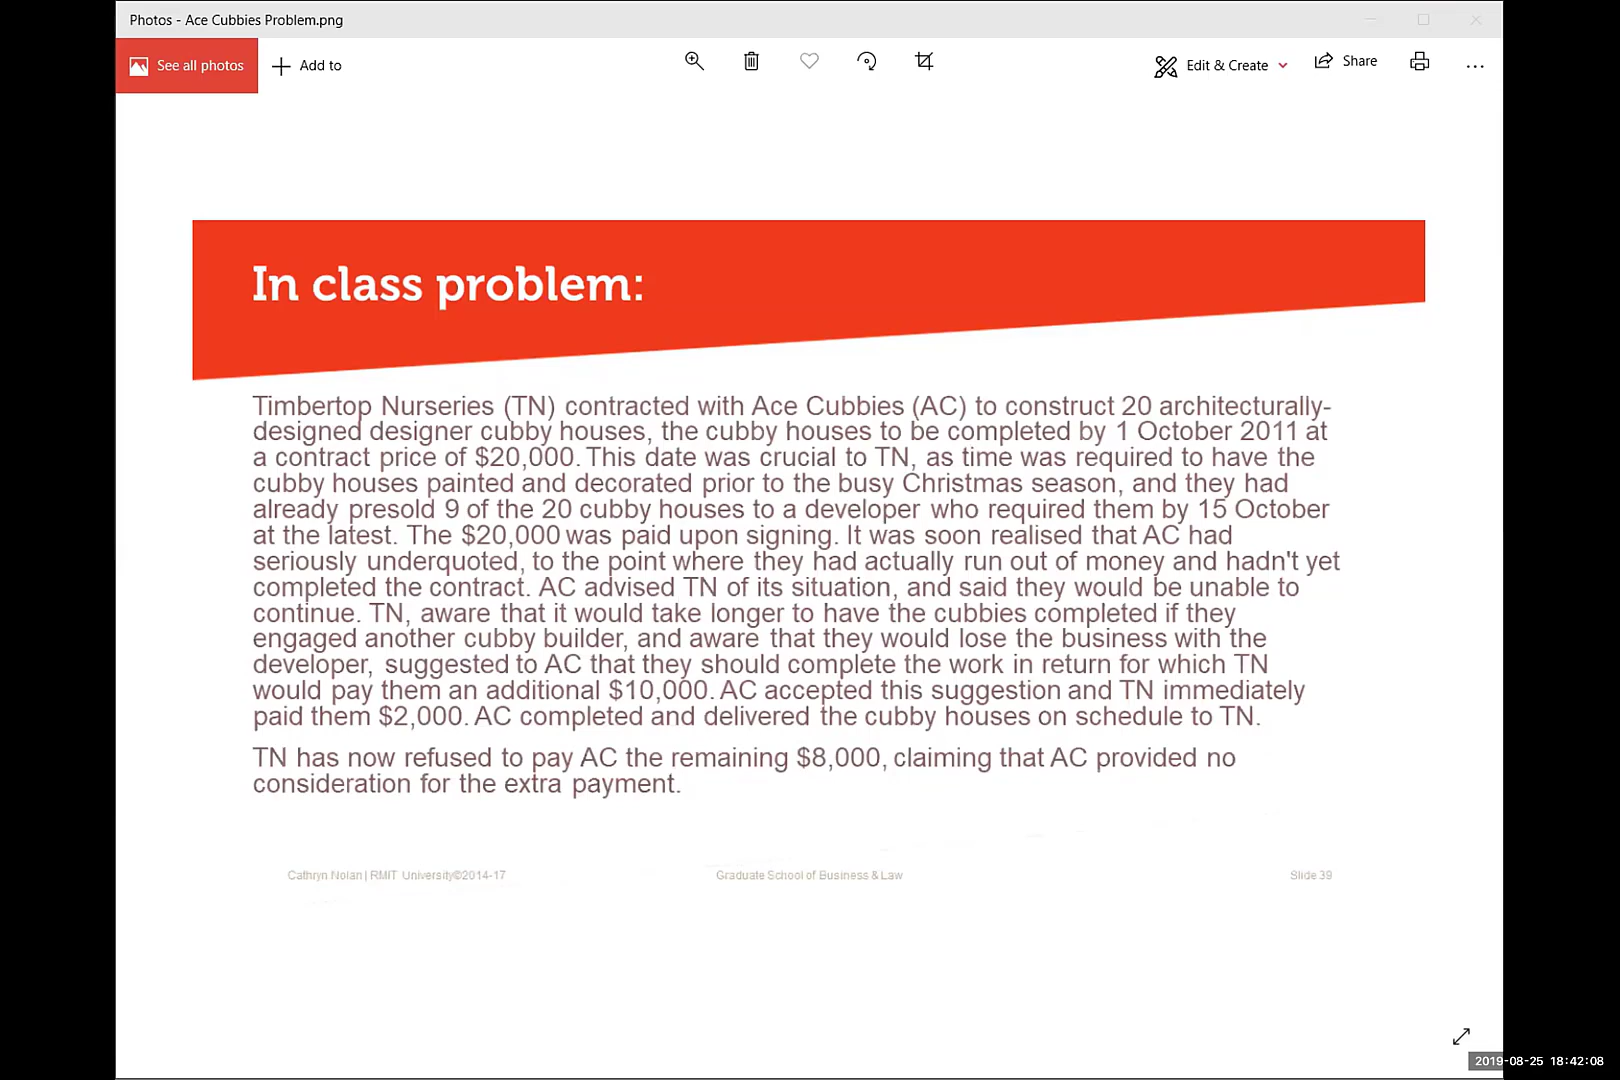 Photos - Ace Cubbies Problem.png
See all photos
Add to
Edit & Create
Share
In class problem:
Timbertop Nurseries (TN) contracted with Ace Cubbies (AC) to construct 20 architecturally-
designed designer cubby houses, the cubby houses to be completed by 1 October 2011 at
a contract price of $20,000. This date was crucial to TN, as time was required to have the
cubby houses painted and decorated prior to the busy Christmas season, and they had
already presold 9 of the 20 cubby houses to a developer who required them by 15 October
at the latest. The $20,000 was paid upon signing. It was soon realised that AC had
seriously underquoted, to the point where they had actually run out of money and hadn't yet
completed the contract. AC advised TN of its situation, and said they would be unable to
continue. TN, aware that it would take longer to have the cubbies completed if they
engaged another cubby builder, and aware that they would lose the business with the
developer, suggested to AC that they should complete the work in return for which TN
would pay them an additional $10,000. AC accepted this suggestion and TN immediately
paid them $2,000. AC completed and delivered the cubby houses on schedule to TN.
TN has now refused to pay AC the remaining $8,000, claiming that AC provided no
consideration for the extra payment.
Cathryn Nolan | RMIT University©2014-17
Graduate School of Business & Law
Slide 39
2019-08-25 18:42:08